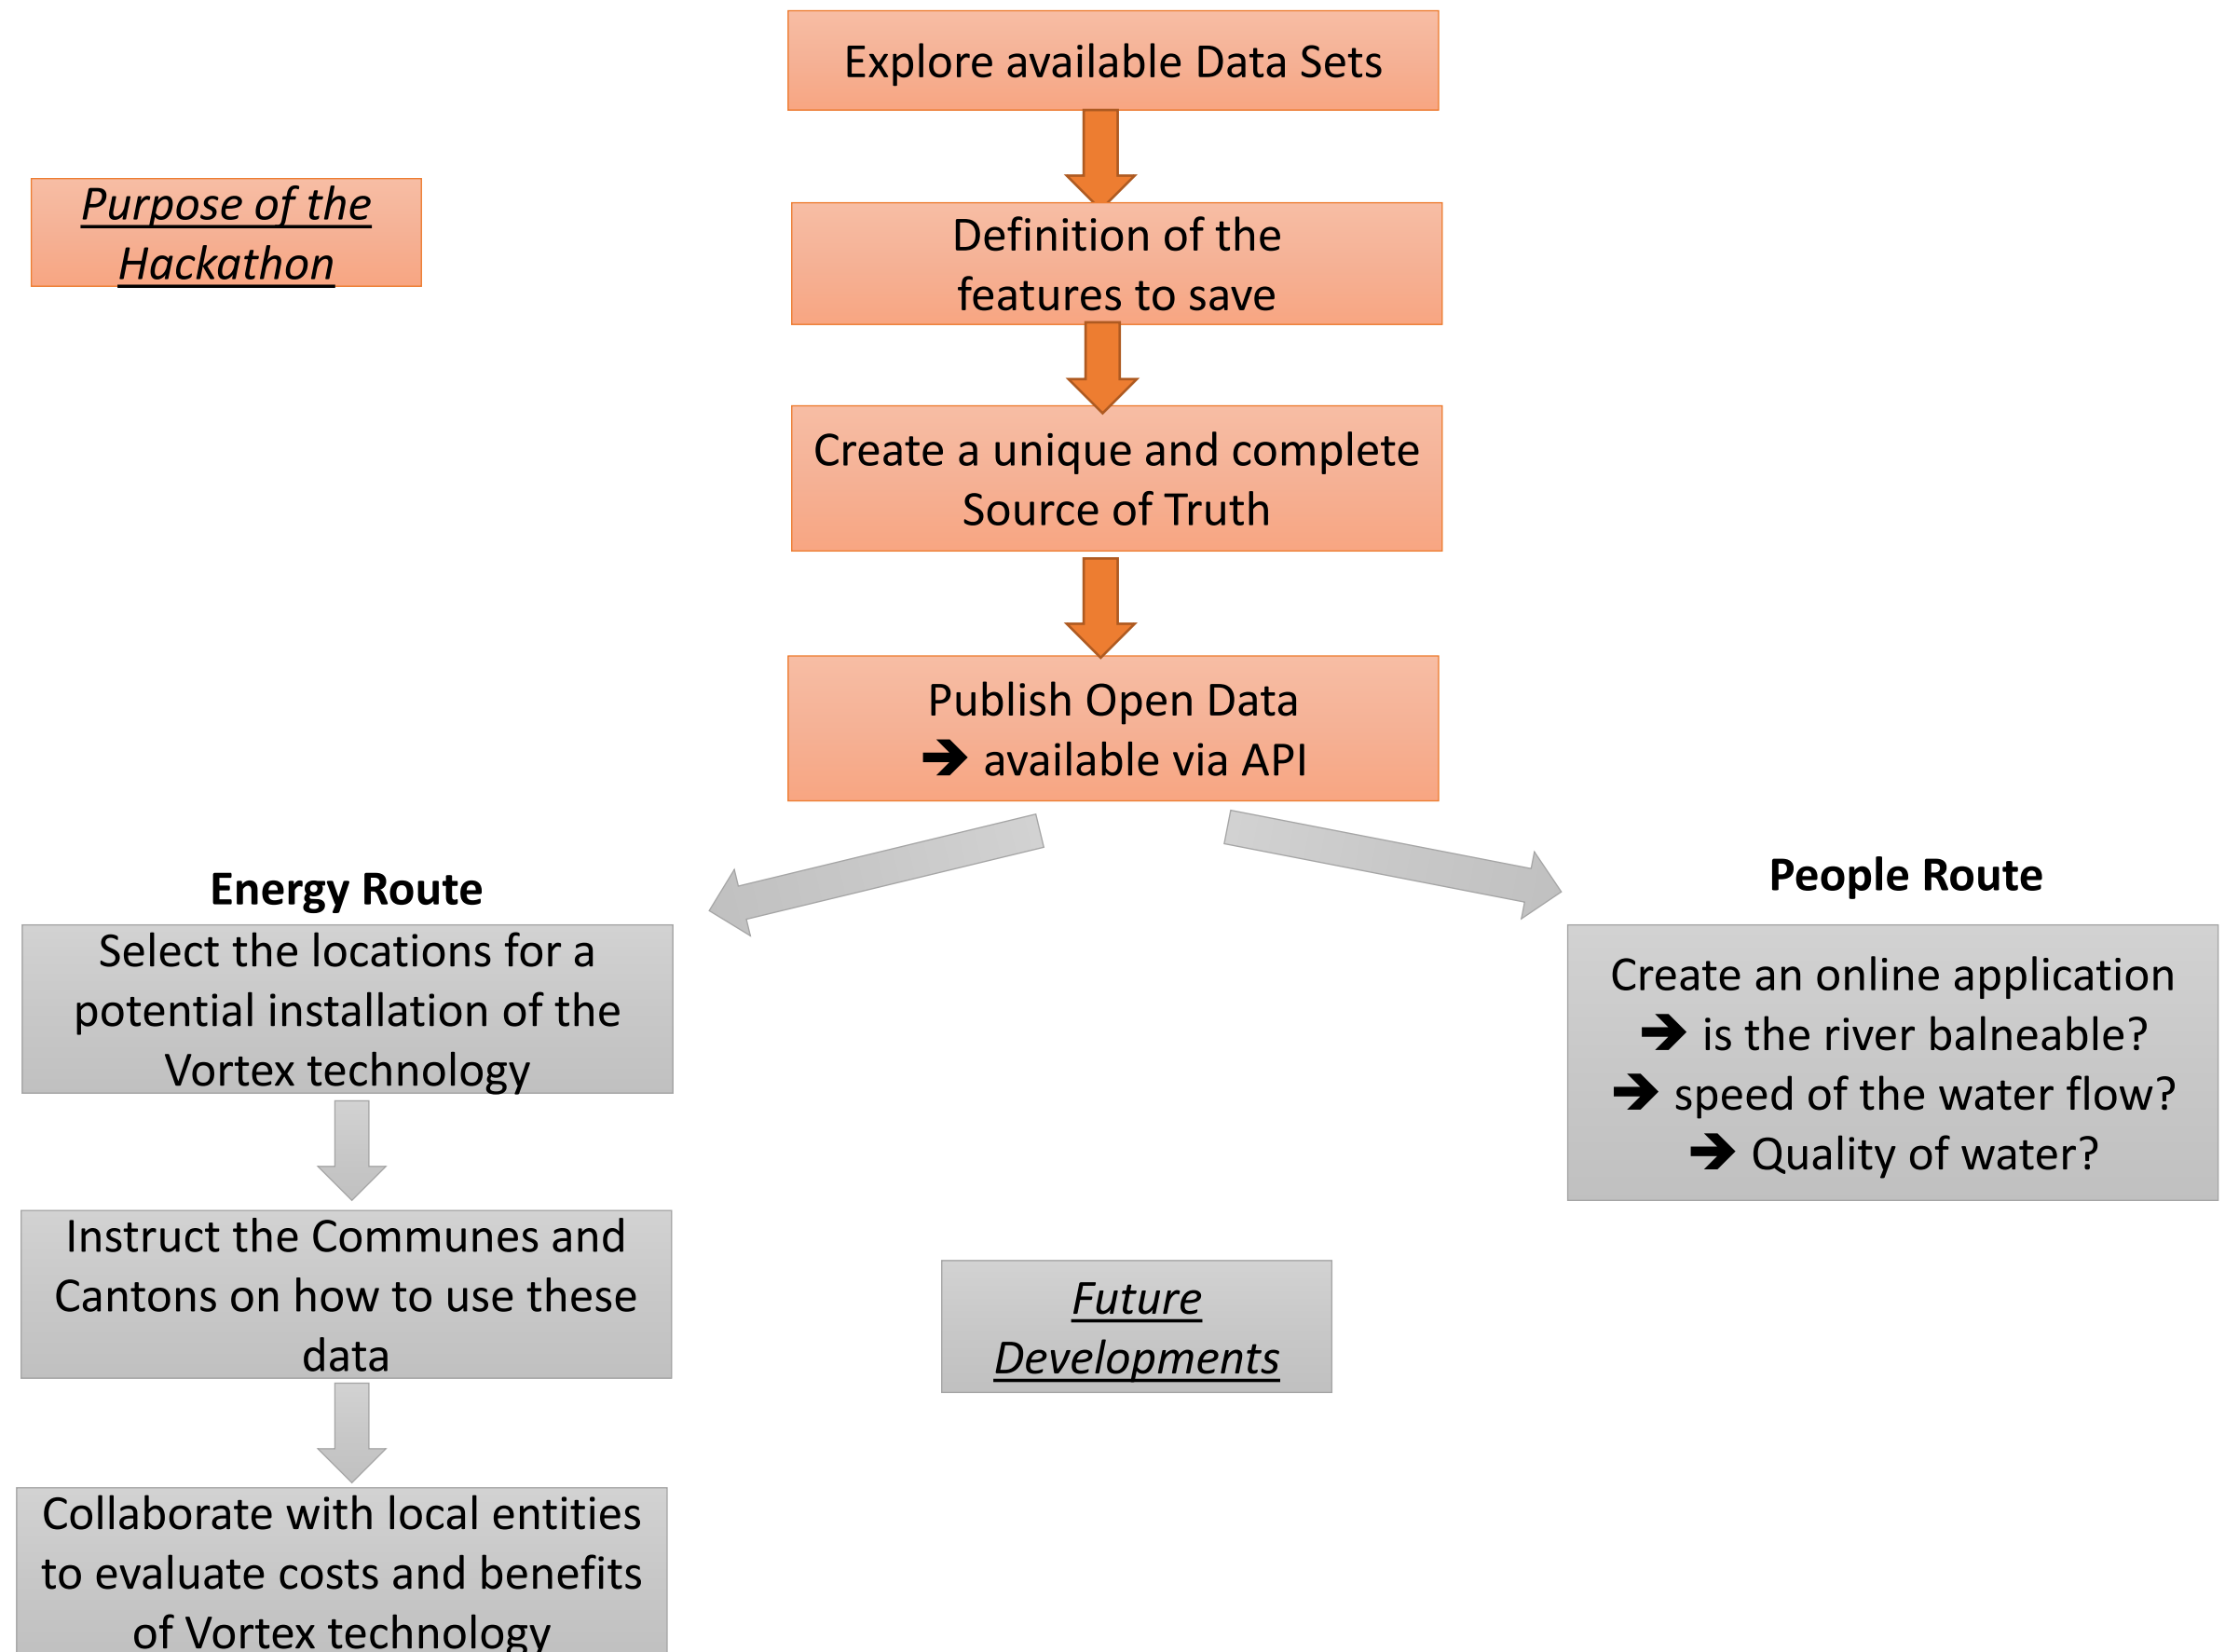 Explore available Data Sets
Purpose of the
Hackathon
Definition of the
features to save
Create a unique and complete
Source of Truth
Publish Open Data
🡲 available via API
Energy Route
Select the locations for a
potential installation of the
Vortex technology
Instruct the Communes and
Cantons on how to use these
data
Collaborate with local entities
to evaluate costs and benefits
of Vortex technology
People Route
Create an online application
🡲 is the river balneable?
🡲 speed of the water flow?
🡲 Quality of water?
Future
Developments